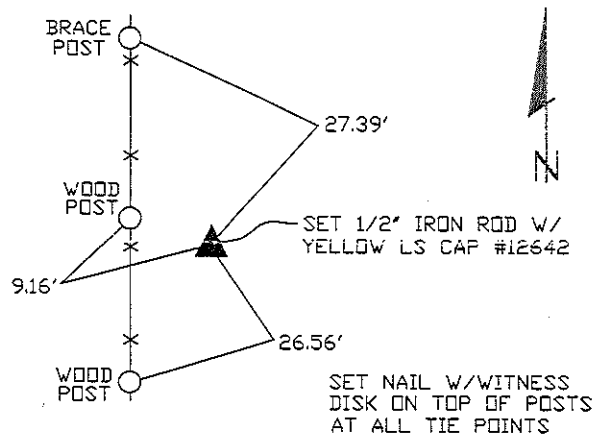 BRACE
POST
27.39'
N
WOOD
POST
SET 1/2" IRON ROD W/
YELLOW LS CAP #12642
9.16'
26.56'
WOOD
POST
SET NAIL W/WITNESS
DISK ON TOP OF POSTS
AT ALL TIE POINTS